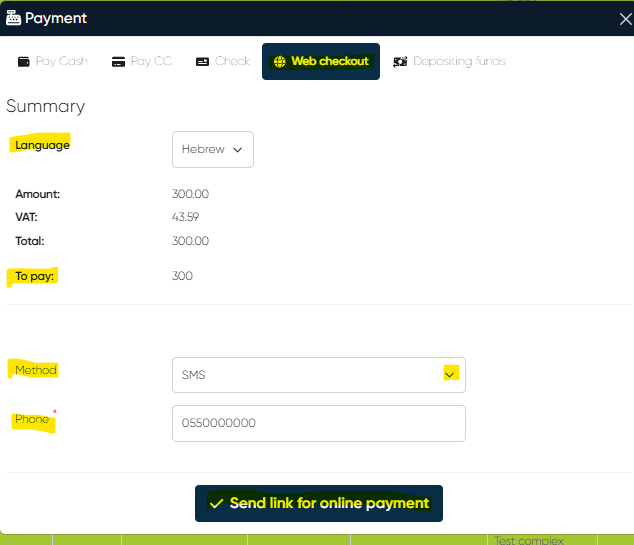 Payment
Pay Cash Pay CC Check Web checkout Depositing funds
Summary
Language Hebrew
Amount: 300.00
VAT: 43.59
Total: 300.00
To pay: 300
Method SMS
Phone * 0550000000
Send link for online payment
Test complex